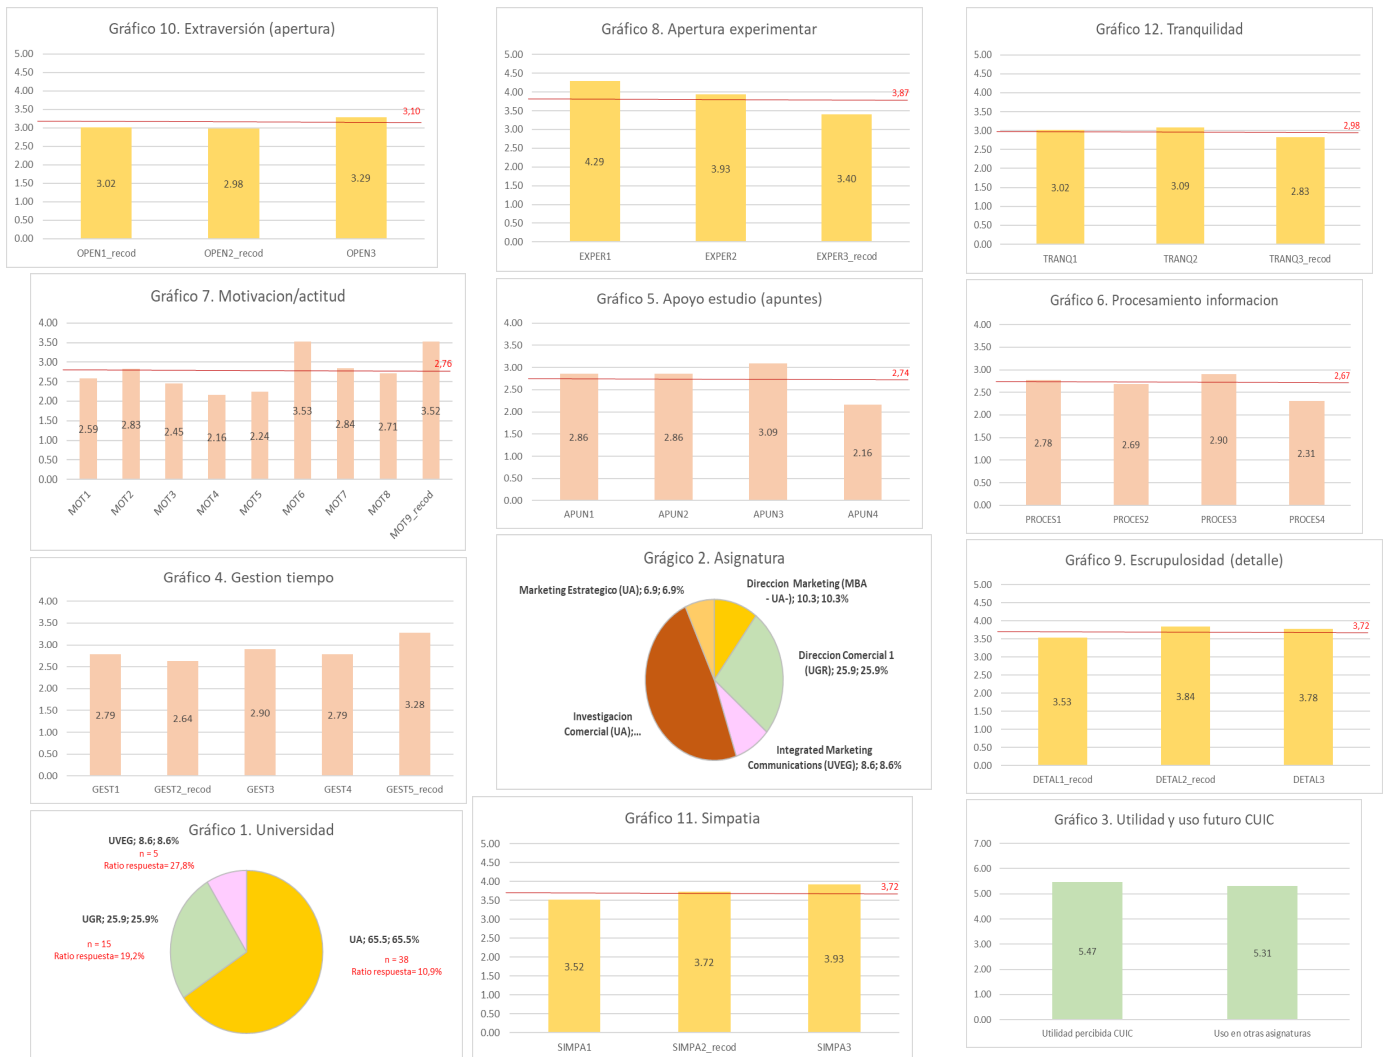 Gráfico 10. Extraversión (apertura)
5.00
4.50
4.00
3.50
3.00
2.50
2.00
1.50
1.00
0.50
0.00
3,10
3.02
2.98
3.29
OPEN1_recod
OPEN2_recod
OPEN3
Gráfico 8. Apertura experimentar
5.00
4.50
4.00
3.50
3.00
2.50
2.00
1.50
1.00
0.50
0.00
3,87
4.29
3.93
3.40
EXPER1
EXPER2
EXPER3_recod
Gráfico 12. Tranquilidad
5.00
4.50
4.00
3.50
3.00
2.50
2.00
1.50
1.00
0.50
0.00
2,98
3.02
3.09
2.83
TRANQ1
TRANQ2
TRANQ3_recod
Gráfico 7. Motivacion/actitud
4.00
3.50
3.00
2.50
2.00
1.50
1.00
0.50
0.00
2,76
2.59
2.83
2.45
2.16
2.24
3.53
2.84
2.71
3.52
MOT1
MOT2
MOT3
MOT4
MOT5
MOT6
MOT7
MOT8
MOT9_recod
Gráfico 5. Apoyo estudio (apuntes)
4.00
3.50
3.00
2.50
2.00
1.50
1.00
0.50
0.00
2,74
2.86
2.86
3.09
2.16
APUN1
APUN2
APUN3
APUN4
Gráfico 6. Procesamiento informacion
4.00
3.50
3.00
2.50
2.00
1.50
1.00
0.50
0.00
2,67
2.78
2.69
2.90
2.31
PROCES1
PROCES2
PROCES3
PROCES4
Gráfico 4. Gestion tiempo
4.00
3.50
3.00
2.50
2.00
1.50
1.00
0.50
0.00
2.79
2.64
2.90
2.79
3.28
GEST1
GEST2_recod
GEST3
GEST4
GEST5_recod
Grágico 2. Asignatura
Marketing Estrategico (UA); 6.9; 6.9%
Direccion Marketing (MBA
- UA-); 10.3; 10.3%
Direccion Comercial 1
(UGR); 25.9; 25.9%
Investigacion
Comercial (UA);...
Integrated Marketing
Communications (UVEG); 8.6; 8.6%
Gráfico 9. Escrupulosidad (detalle)
5.00
4.50
4.00
3.50
3.00
2.50
2.00
1.50
1.00
0.50
0.00
3,72
3.53
3.84
3.78
DETAL1_recod
DETAL2_recod
DETAL3
Gráfico 1. Universidad
UVEG; 8.6; 8.6%
n = 5
Ratio respuesta= 27,8%
UGR; 25.9; 25.9%
n = 15
Ratio respuesta= 19,2%
UA; 65.5; 65.5%
n = 38
Ratio respuesta= 10,9%
Gráfico 11. Simpatia
5.00
4.50
4.00
3.50
3.00
2.50
2.00
1.50
1.00
0.50
0.00
3,72
3.52
3.72
3.93
SIMPA1
SIMPA2_recod
SIMPA3
Gráfico 3. Utilidad y uso futuro CUIC
7.00
6.00
5.00
4.00
3.00
2.00
1.00
0.00
5.47
5.31
Utilidad percibida CUIC
Uso en otras asignaturas